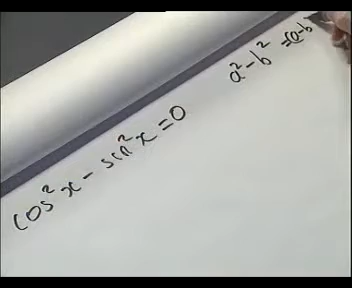 cos²x - sin²x = 0
a² - b² = (a-b